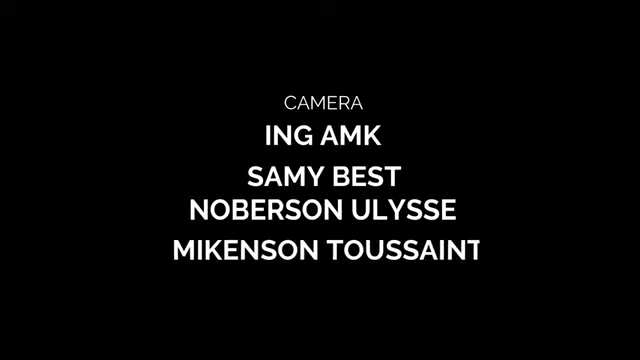 CAMERA
ING AMK
SAMY BEST
NOBERSON ULYSSE
MIKENSON TOUSSAINT